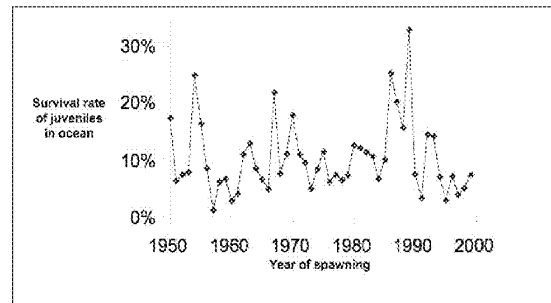 30%
Survival rate
of juveniles
in ocean
20%
10%
0%
1950 1960 1970 1980 1990 2000
Year of spawning